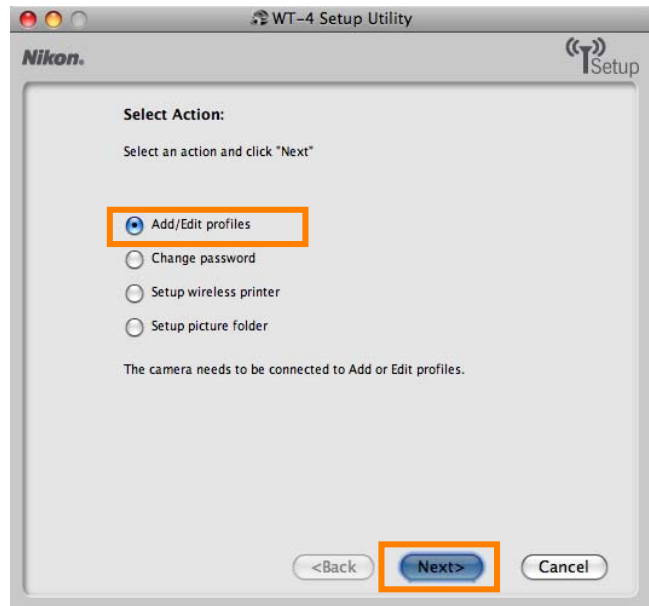 WT-4 Setup Utility
Nikon.
Setup
Select Action:
Select an action and click "Next"
Add/Edit profiles
Change password
Setup wireless printer
Setup picture folder
The camera needs to be connected to Add or Edit profiles.
<Back Next> Cancel